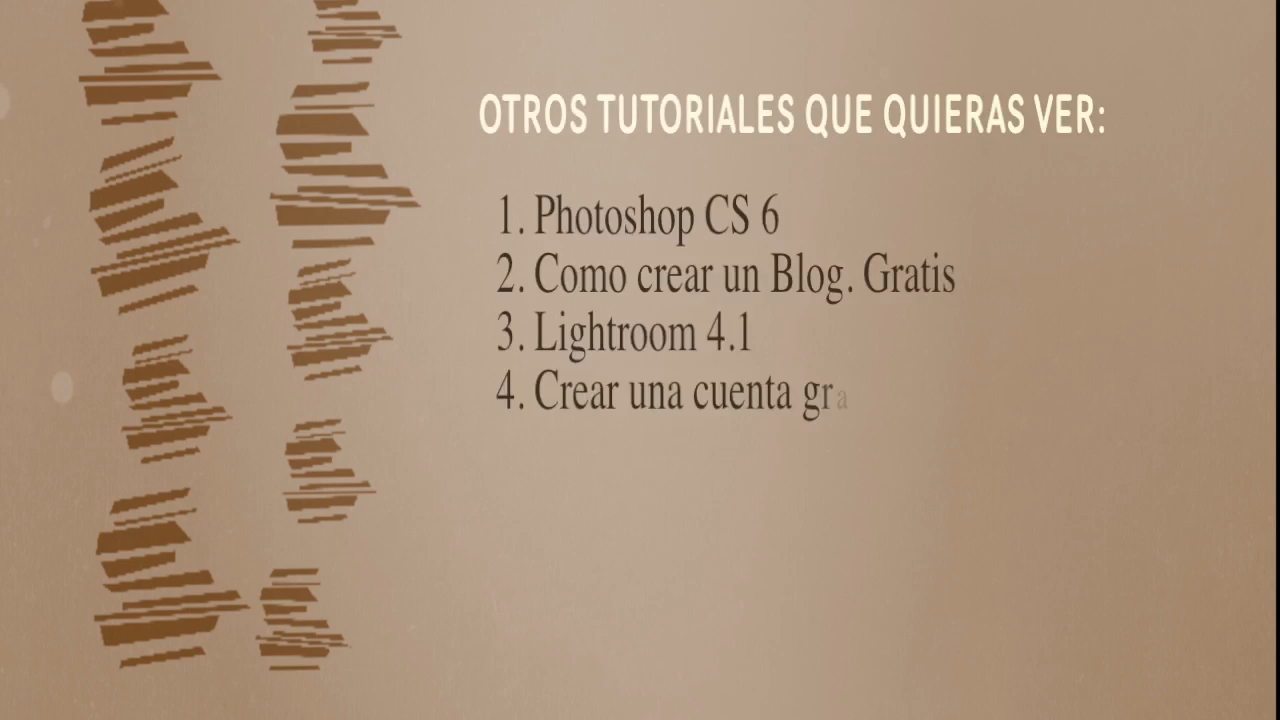 OTROS TUTORIALES QUE QUIERAS VER:
1. Photoshop CS 6
2. Como crear un Blog. Gratis
3. Lightroom 4.1
4. Crear una cuenta gra